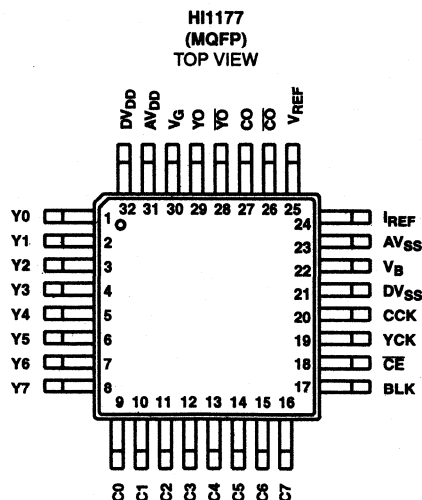 HI1177
(MQFP)
TOP VIEW
DVDD AVDD VG YO Y̅O̅ CO C̅O̅ VREF
32 31 30 29 28 27 26 25
Y0 1
Y1 2
Y2 3
Y3 4
Y4 5
Y5 6
Y6 7
Y7 8
24 IREF
23 AVSS
22 VB
21 DVSS
20 CCK
19 YCK
18 C̅E̅
17 BLK
9 10 11 12 13 14 15 16
C0 C1 C2 C3 C4 C5 C6 C7